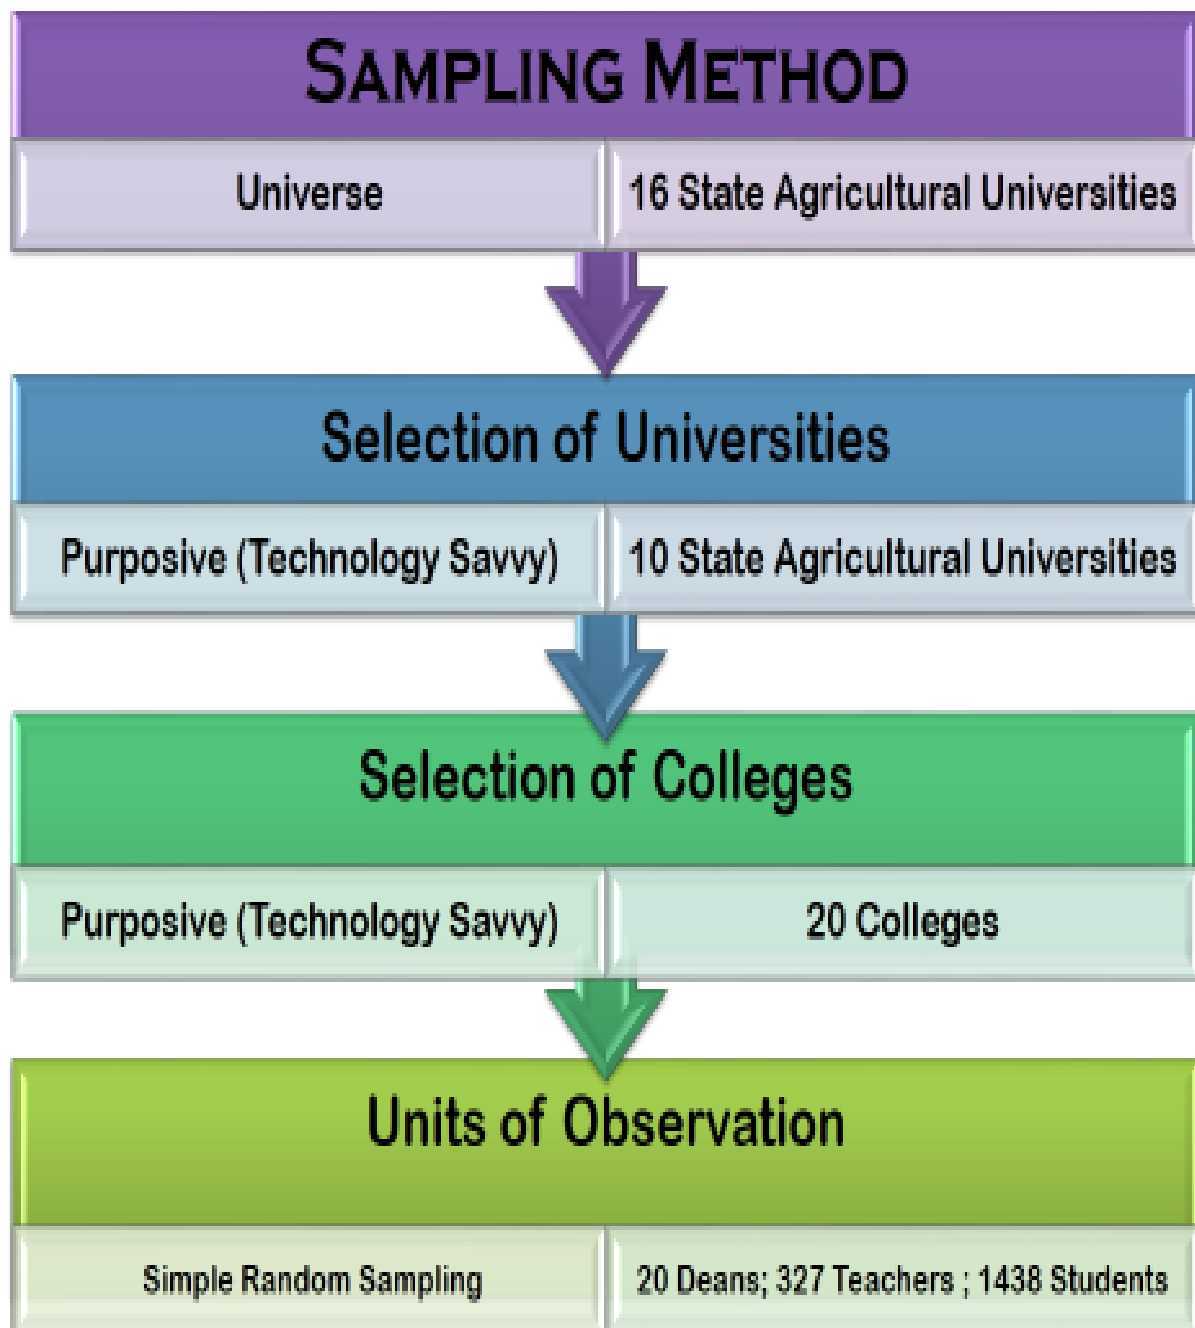 SAMPLING METHOD
Universe
16 State Agricultural Universities
Selection of Universities
Purposive (Technology Savvy)
10 State Agricultural Universities
Selection of Colleges
Purposive (Technology Savvy)
20 Colleges
Units of Observation
Simple Random Sampling
20 Deans; 327 Teachers ; 1438 Students